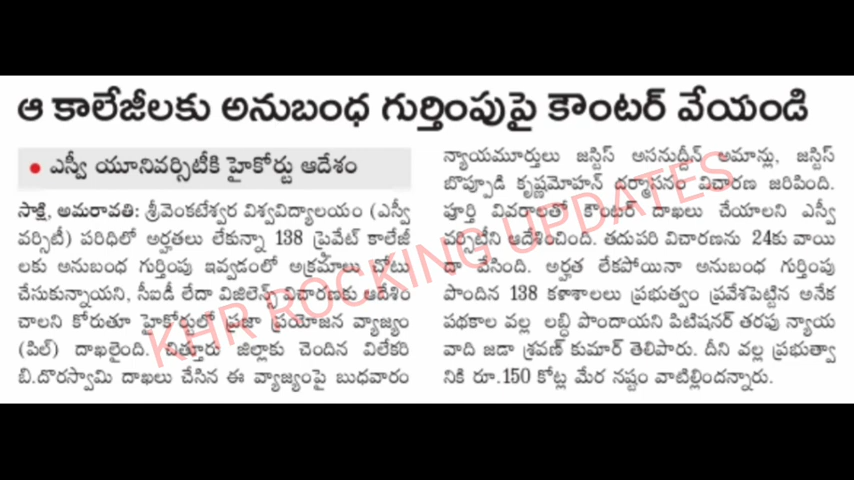 ఆ కాలేజీలకు అనుబంధ గుర్తింపుపై కౌంటర్ వేయండి
• ఎస్వీ యూనివర్సిటీకి హైకోర్టు ఆదేశం
సాక్షి, అమరావతి: శ్రీవెంకటేశ్వర విశ్వవిద్యాలయం (ఎస్వీ
వర్సిటీ) పరిధిలో అర్హతలు లేకున్నా 138 ప్రైవేట్ కాలేజీ
లకు అనుబంధ గుర్తింపు ఇవ్వడంలో అక్రమాలు చోటు
చేసుకున్నాయని, సీఐడీ లేదా విజిలెన్స్ విచారణకు ఆదేశిం
చాలని కోరుతూ హైకోర్టులో ప్రజా ప్రయోజన వ్యాజ్యం
(పిల్) దాఖలైంది. చిత్తూరు జిల్లాకు చెందిన విలేకరి
బి.దొరస్వామి దాఖలు చేసిన ఈ వ్యాజ్యంపై బుధవారం
న్యాయమూర్తులు జస్టిస్ అసనుద్దీన్ అమానుల్లా, జస్టిస్
బొప్పూడి కృష్ణమోహన్ ధర్మాసనం విచారణ జరిపింది.
పూర్తి వివరాలతో కౌంటర్ దాఖలు చేయాలని ఎస్వీ
వర్సిటీని ఆదేశించింది. తదుపరి విచారణను 24కు వాయి
దా వేసింది. అర్హత లేకపోయినా అనుబంధ గుర్తింపు
పొందిన 138 కళాశాలలు ప్రభుత్వం ప్రవేశపెట్టిన అనేక
పథకాల వల్ల లబ్ధి పొందాయని పిటిషనర్ తరఫు న్యాయ
వాది జడా శ్రవణ్ కుమార్ తెలిపారు. దీని వల్ల ప్రభుత్వా
నికి రూ.150 కోట్ల మేర నష్టం వాటిల్లిందన్నారు.
KHR ROCKING UPDATES